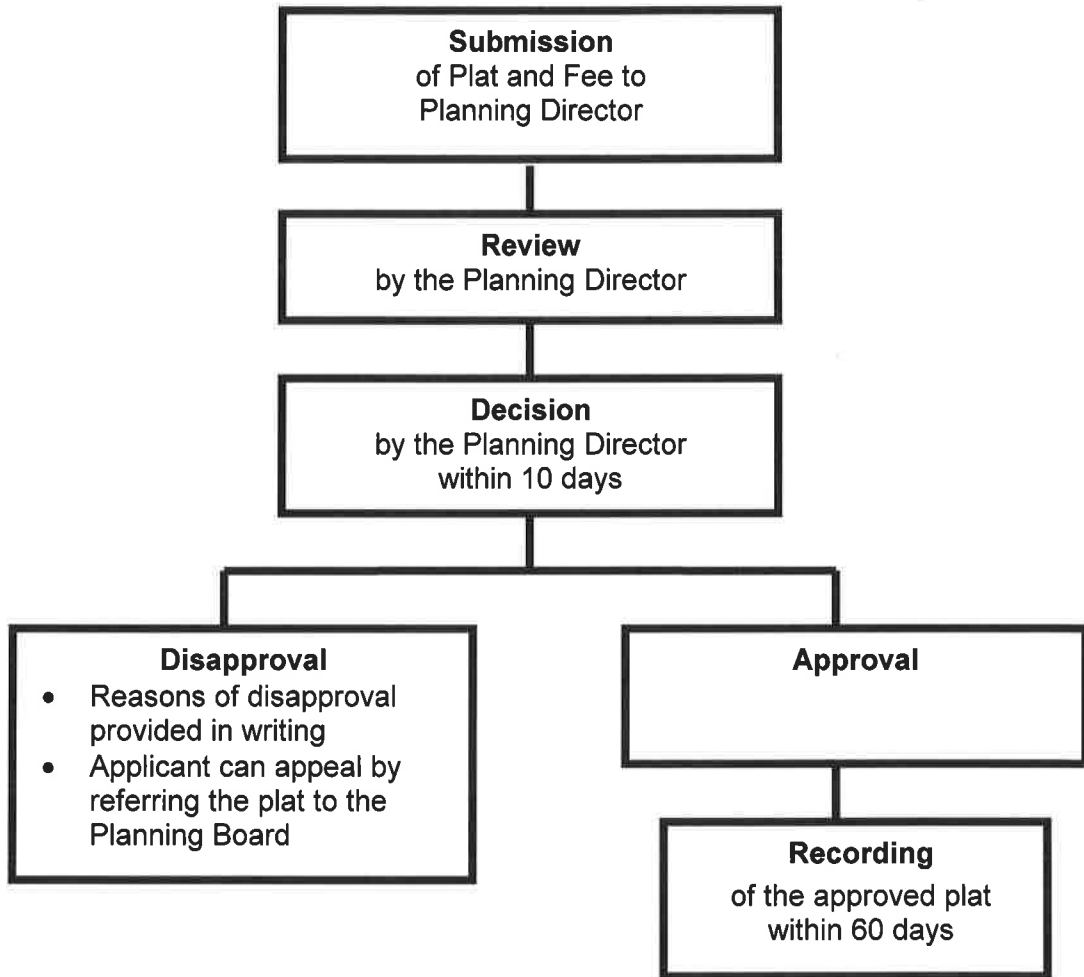 Submission
of Plat and Fee to
Planning Director
Review
by the Planning Director
Decision
by the Planning Director
within 10 days
Disapproval
• Reasons of disapproval
provided in writing
• Applicant can appeal by
referring the plat to the
Planning Board
Approval
Recording
of the approved plat
within 60 days